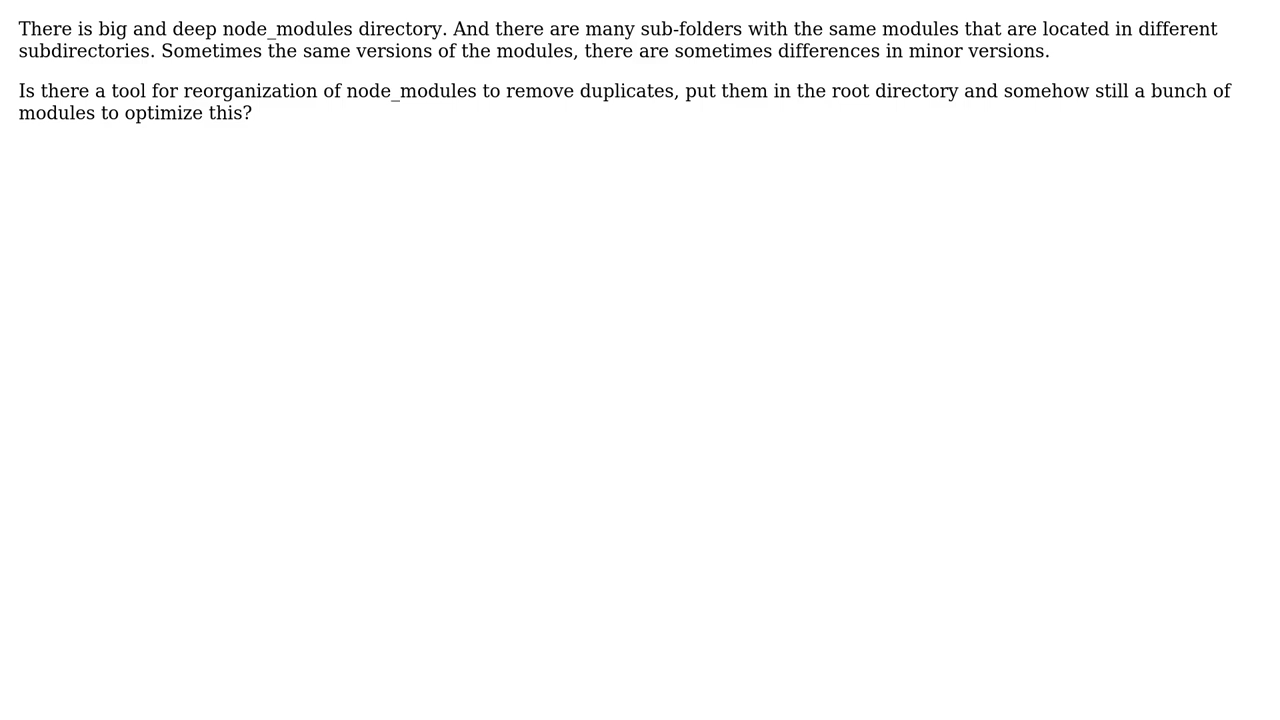 There is big and deep node_modules directory. And there are many sub-folders with the same modules that are located in different
subdirectories. Sometimes the same versions of the modules, there are sometimes differences in minor versions.
Is there a tool for reorganization of node_modules to remove duplicates, put them in the root directory and somehow still a bunch of
modules to optimize this?